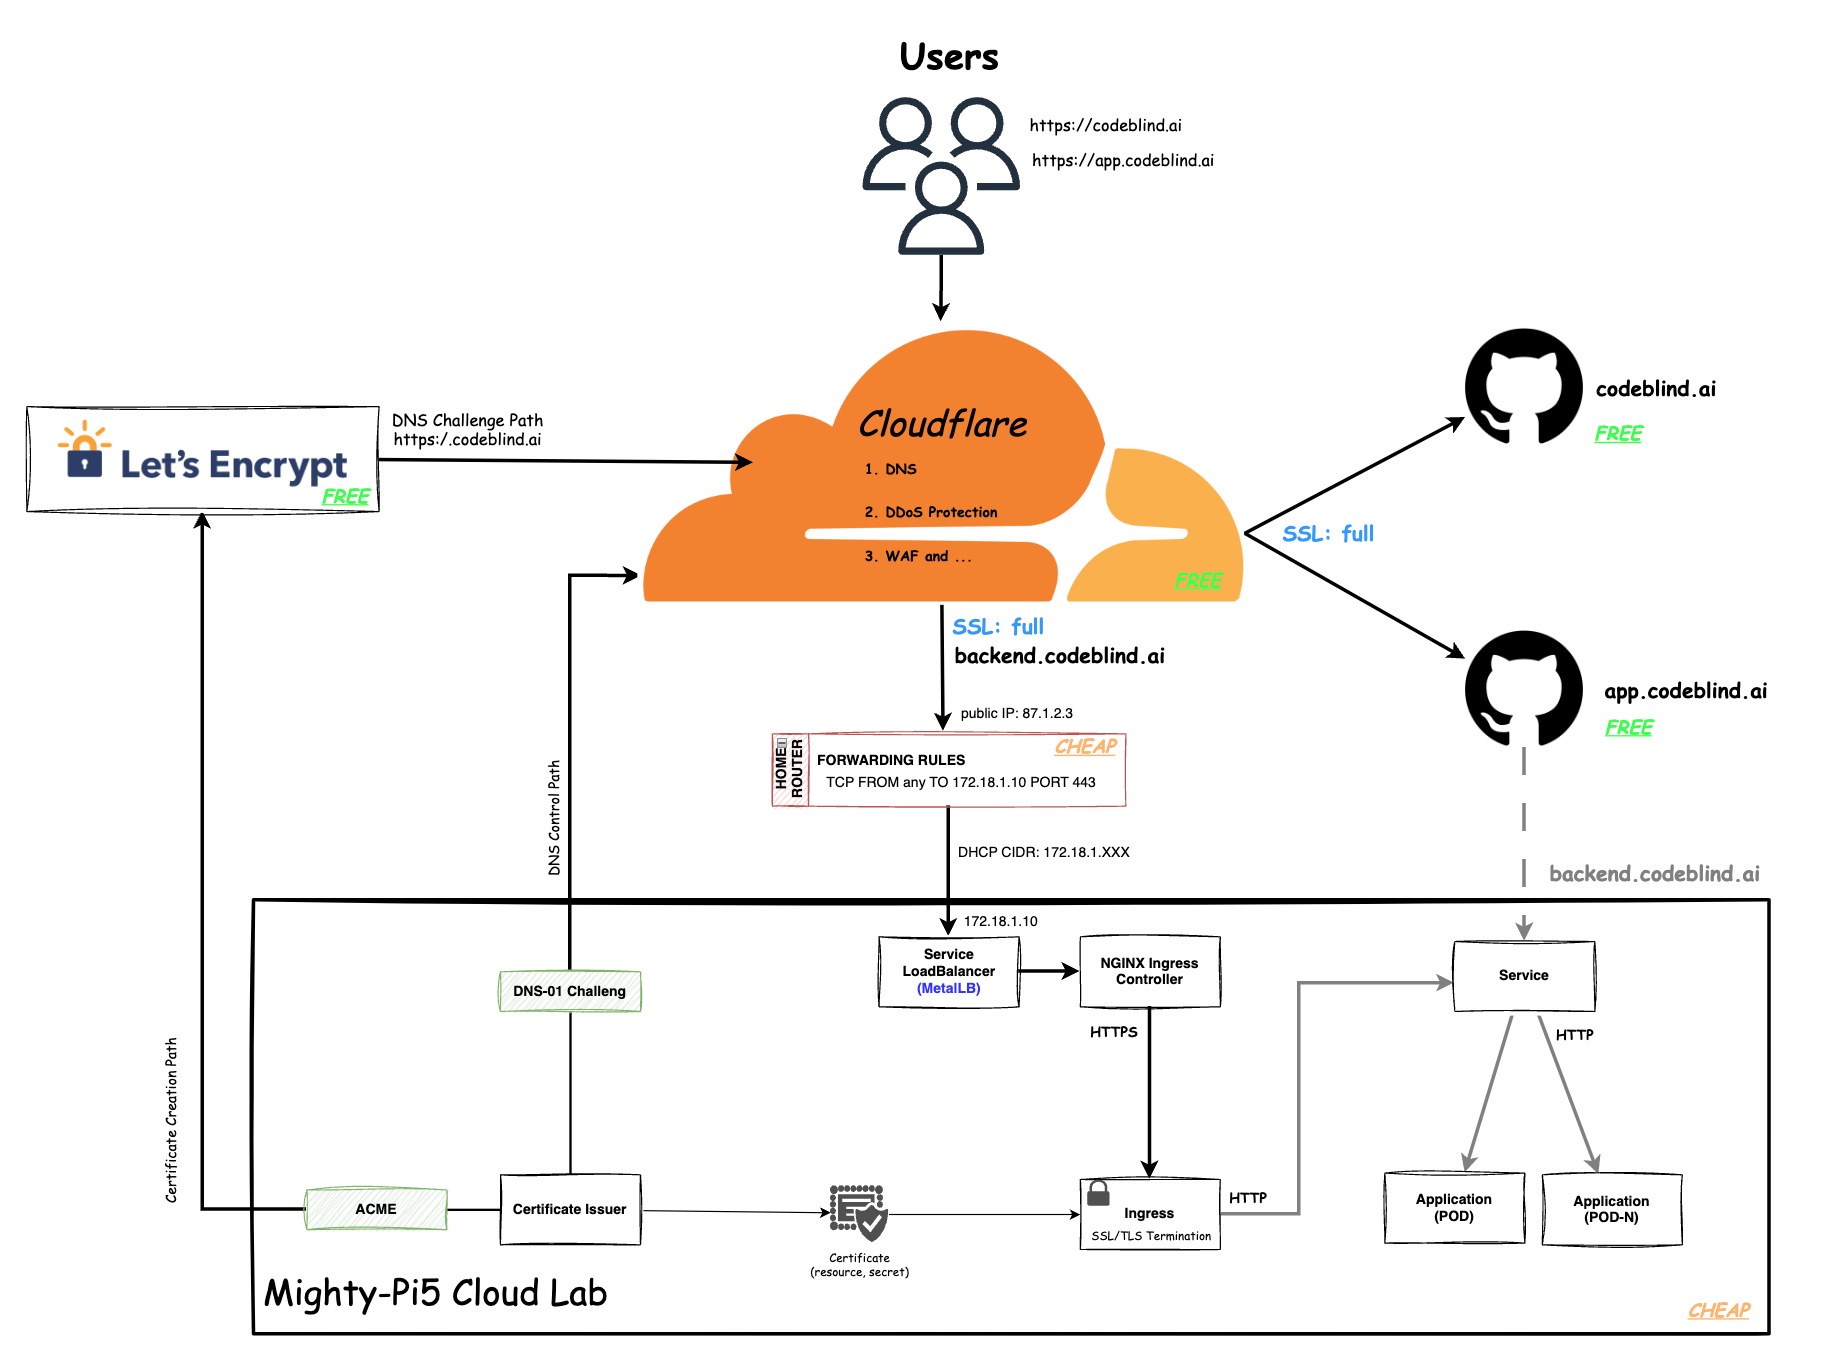 Users
https://codeblind.ai
https://app.codeblind.ai
Let's Encrypt
FREE
DNS Challenge Path
https:/.codeblind.ai
Cloudflare
1. DNS
2. DDoS Protection
3. WAF and ...
FREE
codeblind.ai
FREE
SSL: full
app.codeblind.ai
FREE
SSL: full
backend.codeblind.ai
public IP: 87.1.2.3
HOME
ROUTER
FORWARDING RULES
CHEAP
TCP FROM any TO 172.18.1.10 PORT 443
DHCP CIDR: 172.18.1.XXX
DNS Control Path
backend.codeblind.ai
172.18.1.10
Service
LoadBalancer
(MetalLB)
NGINX Ingress
Controller
Service
DNS-01 Challeng
HTTPS
HTTP
Certificate Creation Path
ACME
Certificate Issuer
Certificate
(resource, secret)
Ingress
SSL/TLS Termination
HTTP
Application
(POD)
Application
(POD-N)
Mighty-Pi5 Cloud Lab
CHEAP